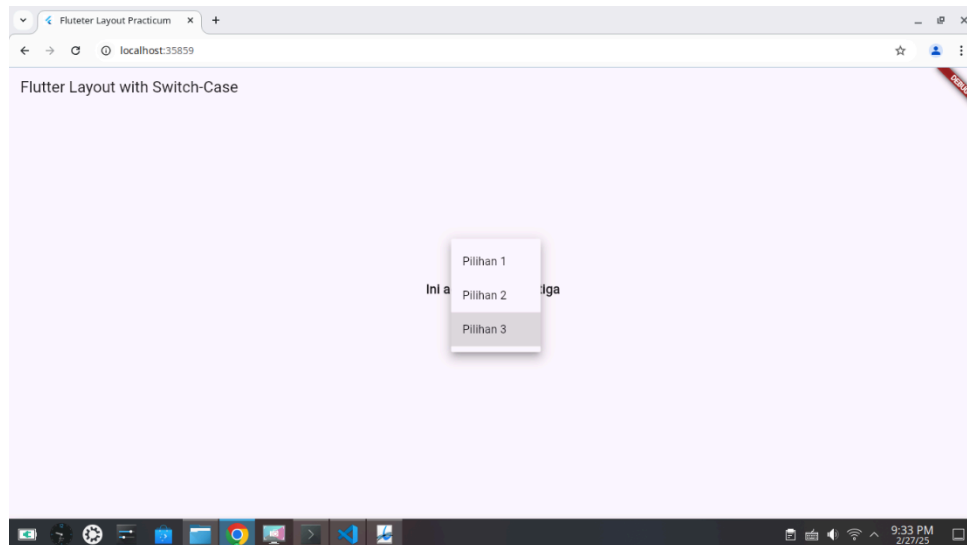 Fluteter Layout Practicum
localhost:35859
Flutter Layout with Switch-Case
DEBUG
Pilihan 1
Ini a
Pilihan 2
tiga
Pilihan 3
9:33 PM
2/27/25